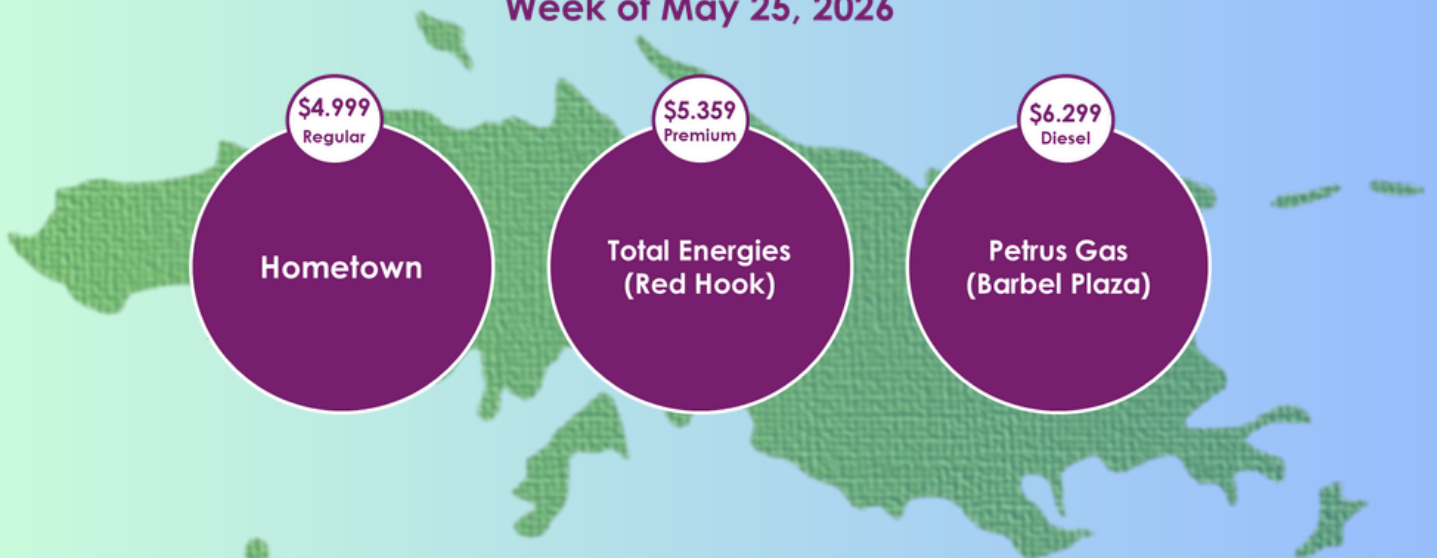 Week of May 25, 2026
$4.999
Regular
Hometown
$5.359
Premium
Total Energies
(Red Hook)
$6.299
Diesel
Petrus Gas
(Barbel Plaza)